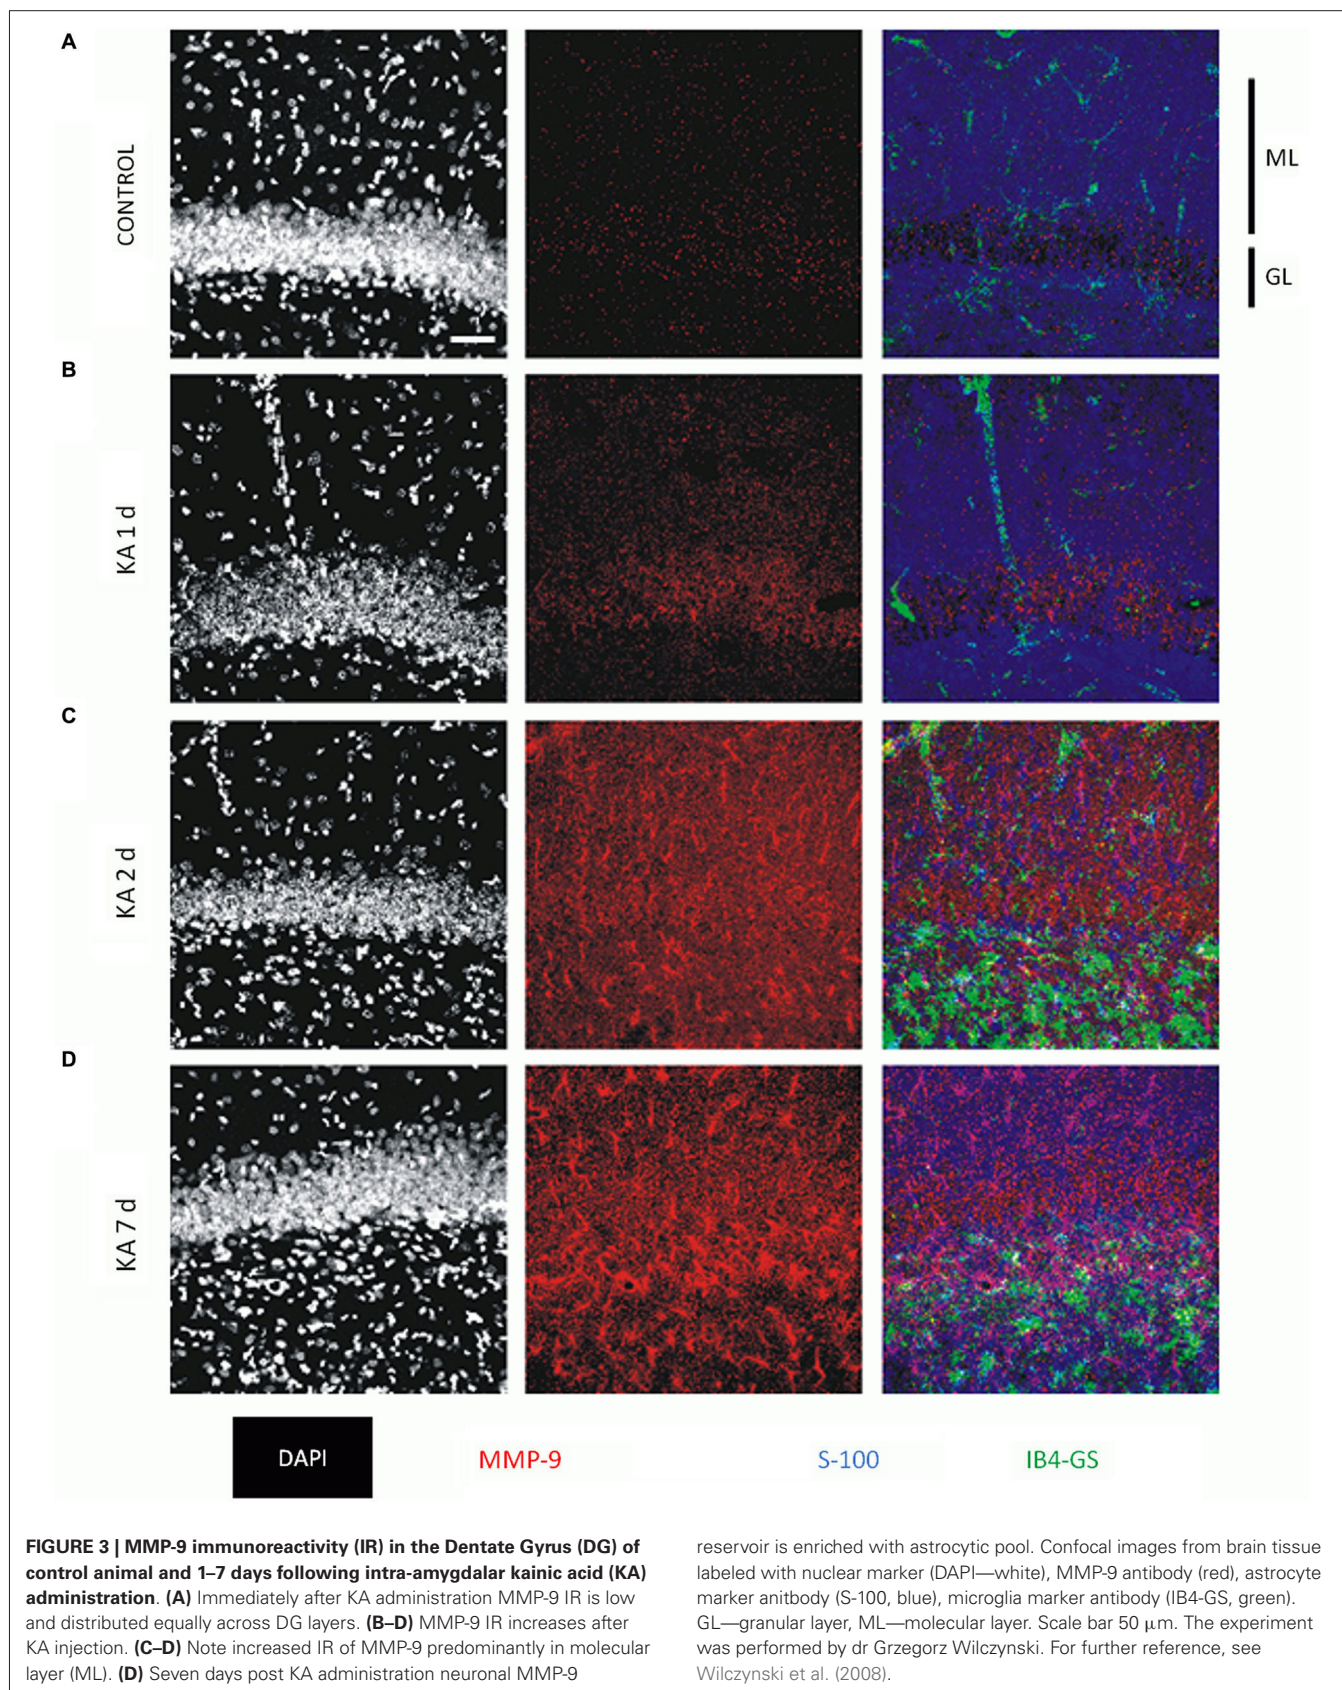 A
CONTROL
ML
GL
B
KA 1 d
C
KA 2 d
D
KA 7 d
DAPI
MMP-9
S-100
IB4-GS
FIGURE 3 | MMP-9 immunoreactivity (IR) in the Dentate Gyrus (DG) of
control animal and 1–7 days following intra-amygdalar kainic acid (KA)
administration. (A) Immediately after KA administration MMP-9 IR is low
and distributed equally across DG layers. (B–D) MMP-9 IR increases after
KA injection. (C–D) Note increased IR of MMP-9 predominantly in molecular
layer (ML). (D) Seven days post KA administration neuronal MMP-9
reservoir is enriched with astrocytic pool. Confocal images from brain tissue
labeled with nuclear marker (DAPI—white), MMP-9 antibody (red), astrocyte
marker anitbody (S-100, blue), microglia marker antibody (IB4-GS, green).
GL—granular layer, ML—molecular layer. Scale bar 50 μm. The experiment
was performed by dr Grzegorz Wilczynski. For further reference, see
Wilczynski et al. (2008).